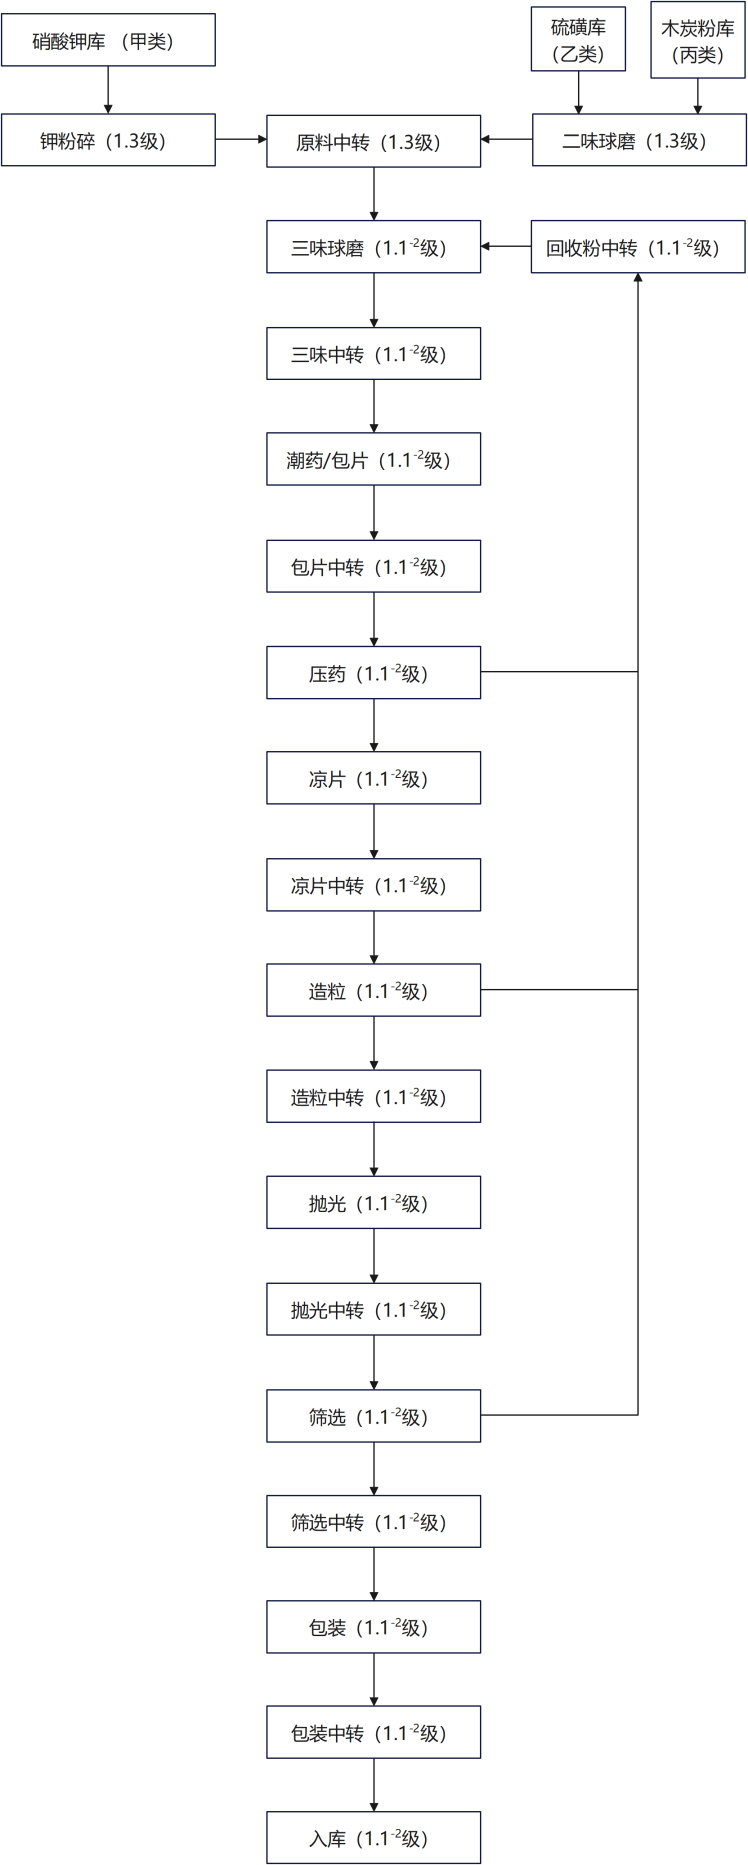 硝酸钾库 （甲类）
硫磺库
（乙类）
木炭粉库
（丙类）
钾粉碎（1.3级）
原料中转（1.3级）
二味球磨（1.3级）
三味球磨（1.1⁻²级）
回收粉中转（1.1⁻²级）
三味中转（1.1⁻²级）
潮药/包片（1.1⁻²级）
包片中转（1.1⁻²级）
压药（1.1⁻²级）
凉片（1.1⁻²级）
凉片中转（1.1⁻²级）
造粒（1.1⁻²级）
造粒中转（1.1⁻²级）
抛光（1.1⁻²级）
抛光中转（1.1⁻²级）
筛选（1.1⁻²级）
筛选中转（1.1⁻²级）
包装（1.1⁻²级）
包装中转（1.1⁻²级）
入库（1.1⁻²级）